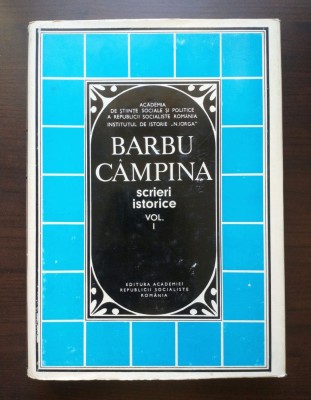 ACADEMIA
DE ȘTIINȚE SOCIALE ȘI POLITICE
A REPUBLICII SOCIALISTE ROMÂNIA
INSTITUTUL DE ISTORIE „N.IORGA”
BARBU
CÂMPINA
scrieri
istorice
VOL.
I
EDITURA ACADEMIEI
REPUBLICII SOCIALISTE
ROMÂNIA